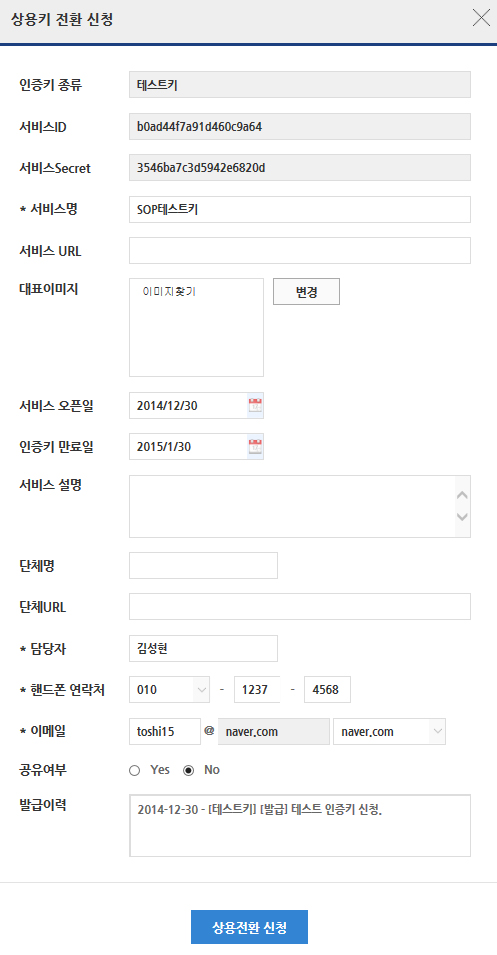 상용키 전환 신청
인증키 종류 테스트키
서비스ID b0ad44f7a91d460c9a64
서비스Secret 3546ba7c3d5942e6820d
* 서비스명 SOP테스트키
서비스 URL
대표이미지 이미지찾기 변경
서비스 오픈일 2014/12/30
인증키 만료일 2015/1/30
서비스 설명
단체명
단체URL
* 담당자 김성현
* 핸드폰 연락처 010 - 1237 - 4568
* 이메일 toshi15 @ naver.com naver.com
공유여부 Yes No
발급이력 2014-12-30 - [테스트키] [발급] 테스트 인증키 신청.
상용전환 신청